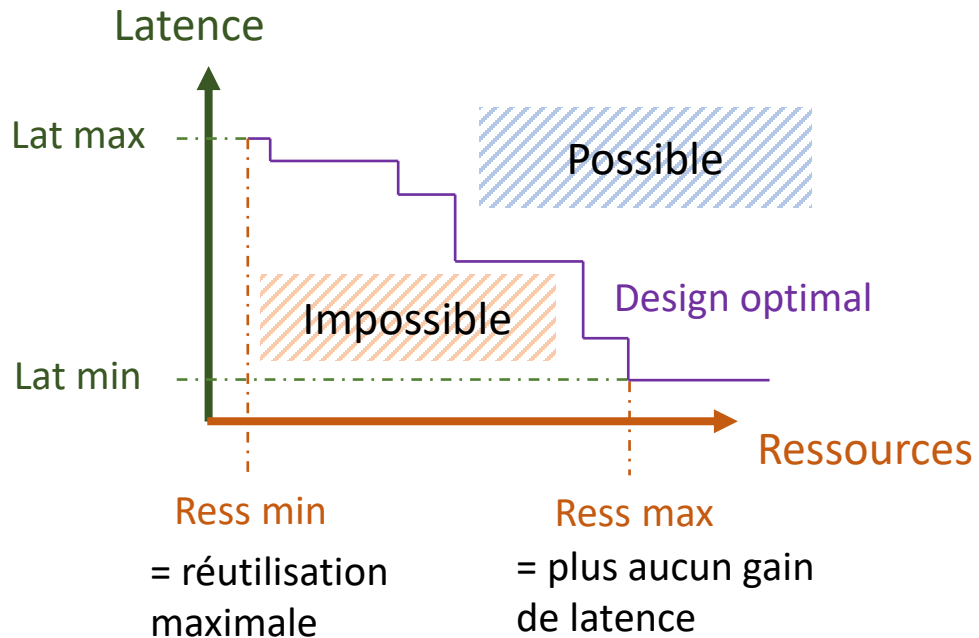 Latence
Lat max
Possible
Impossible
Design optimal
Lat min
Ressources
Ress min
Ress max
= réutilisation
maximale
= plus aucun gain
de latence